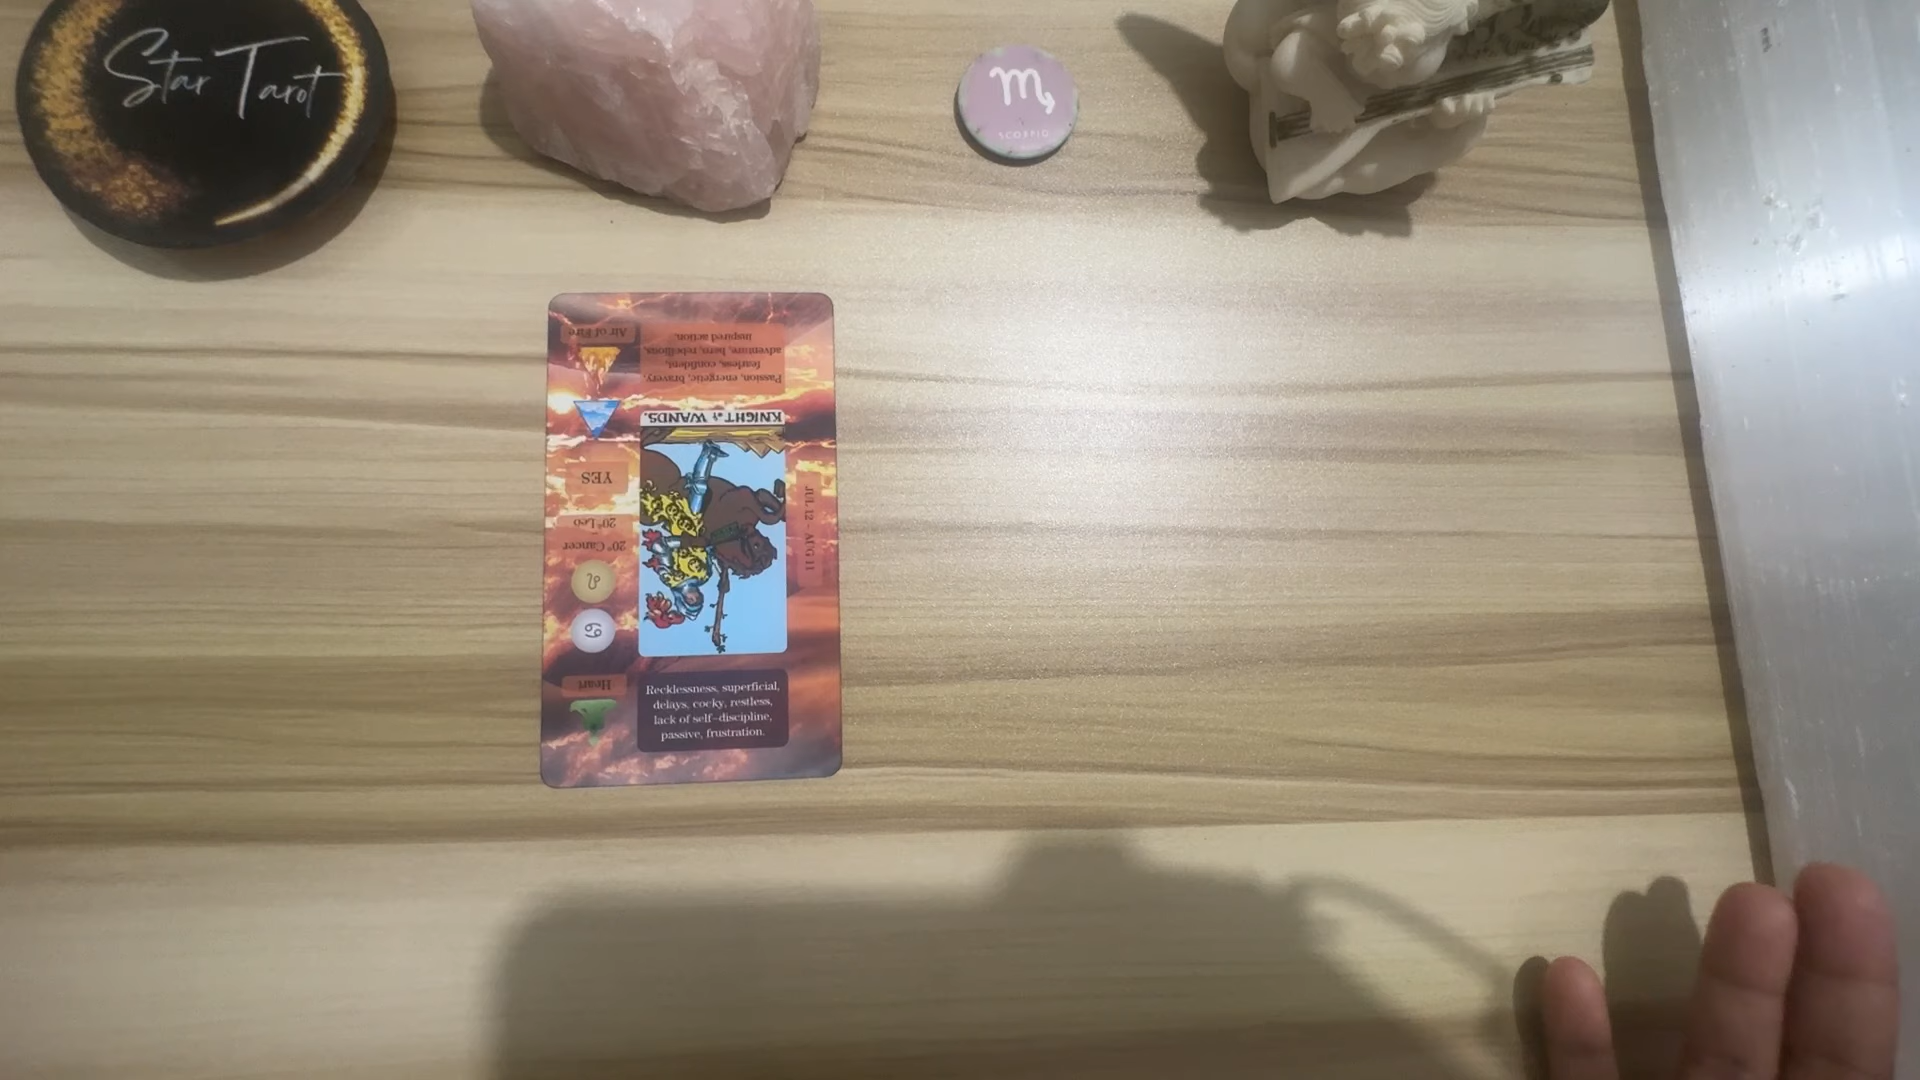 Star Tarot
SCORPIO
Recklessness, superficial,
delays, cocky, restless,
lack of self-discipline,
passive, frustration.
Heart
20° Cancer
–
20° Leo
YES
JUL 12 - AUG 11
KNIGHT of WANDS.
Passion, energetic, bravery,
fearless, confident,
adventure, hero, rebellious,
inspired action.
Air of Fire